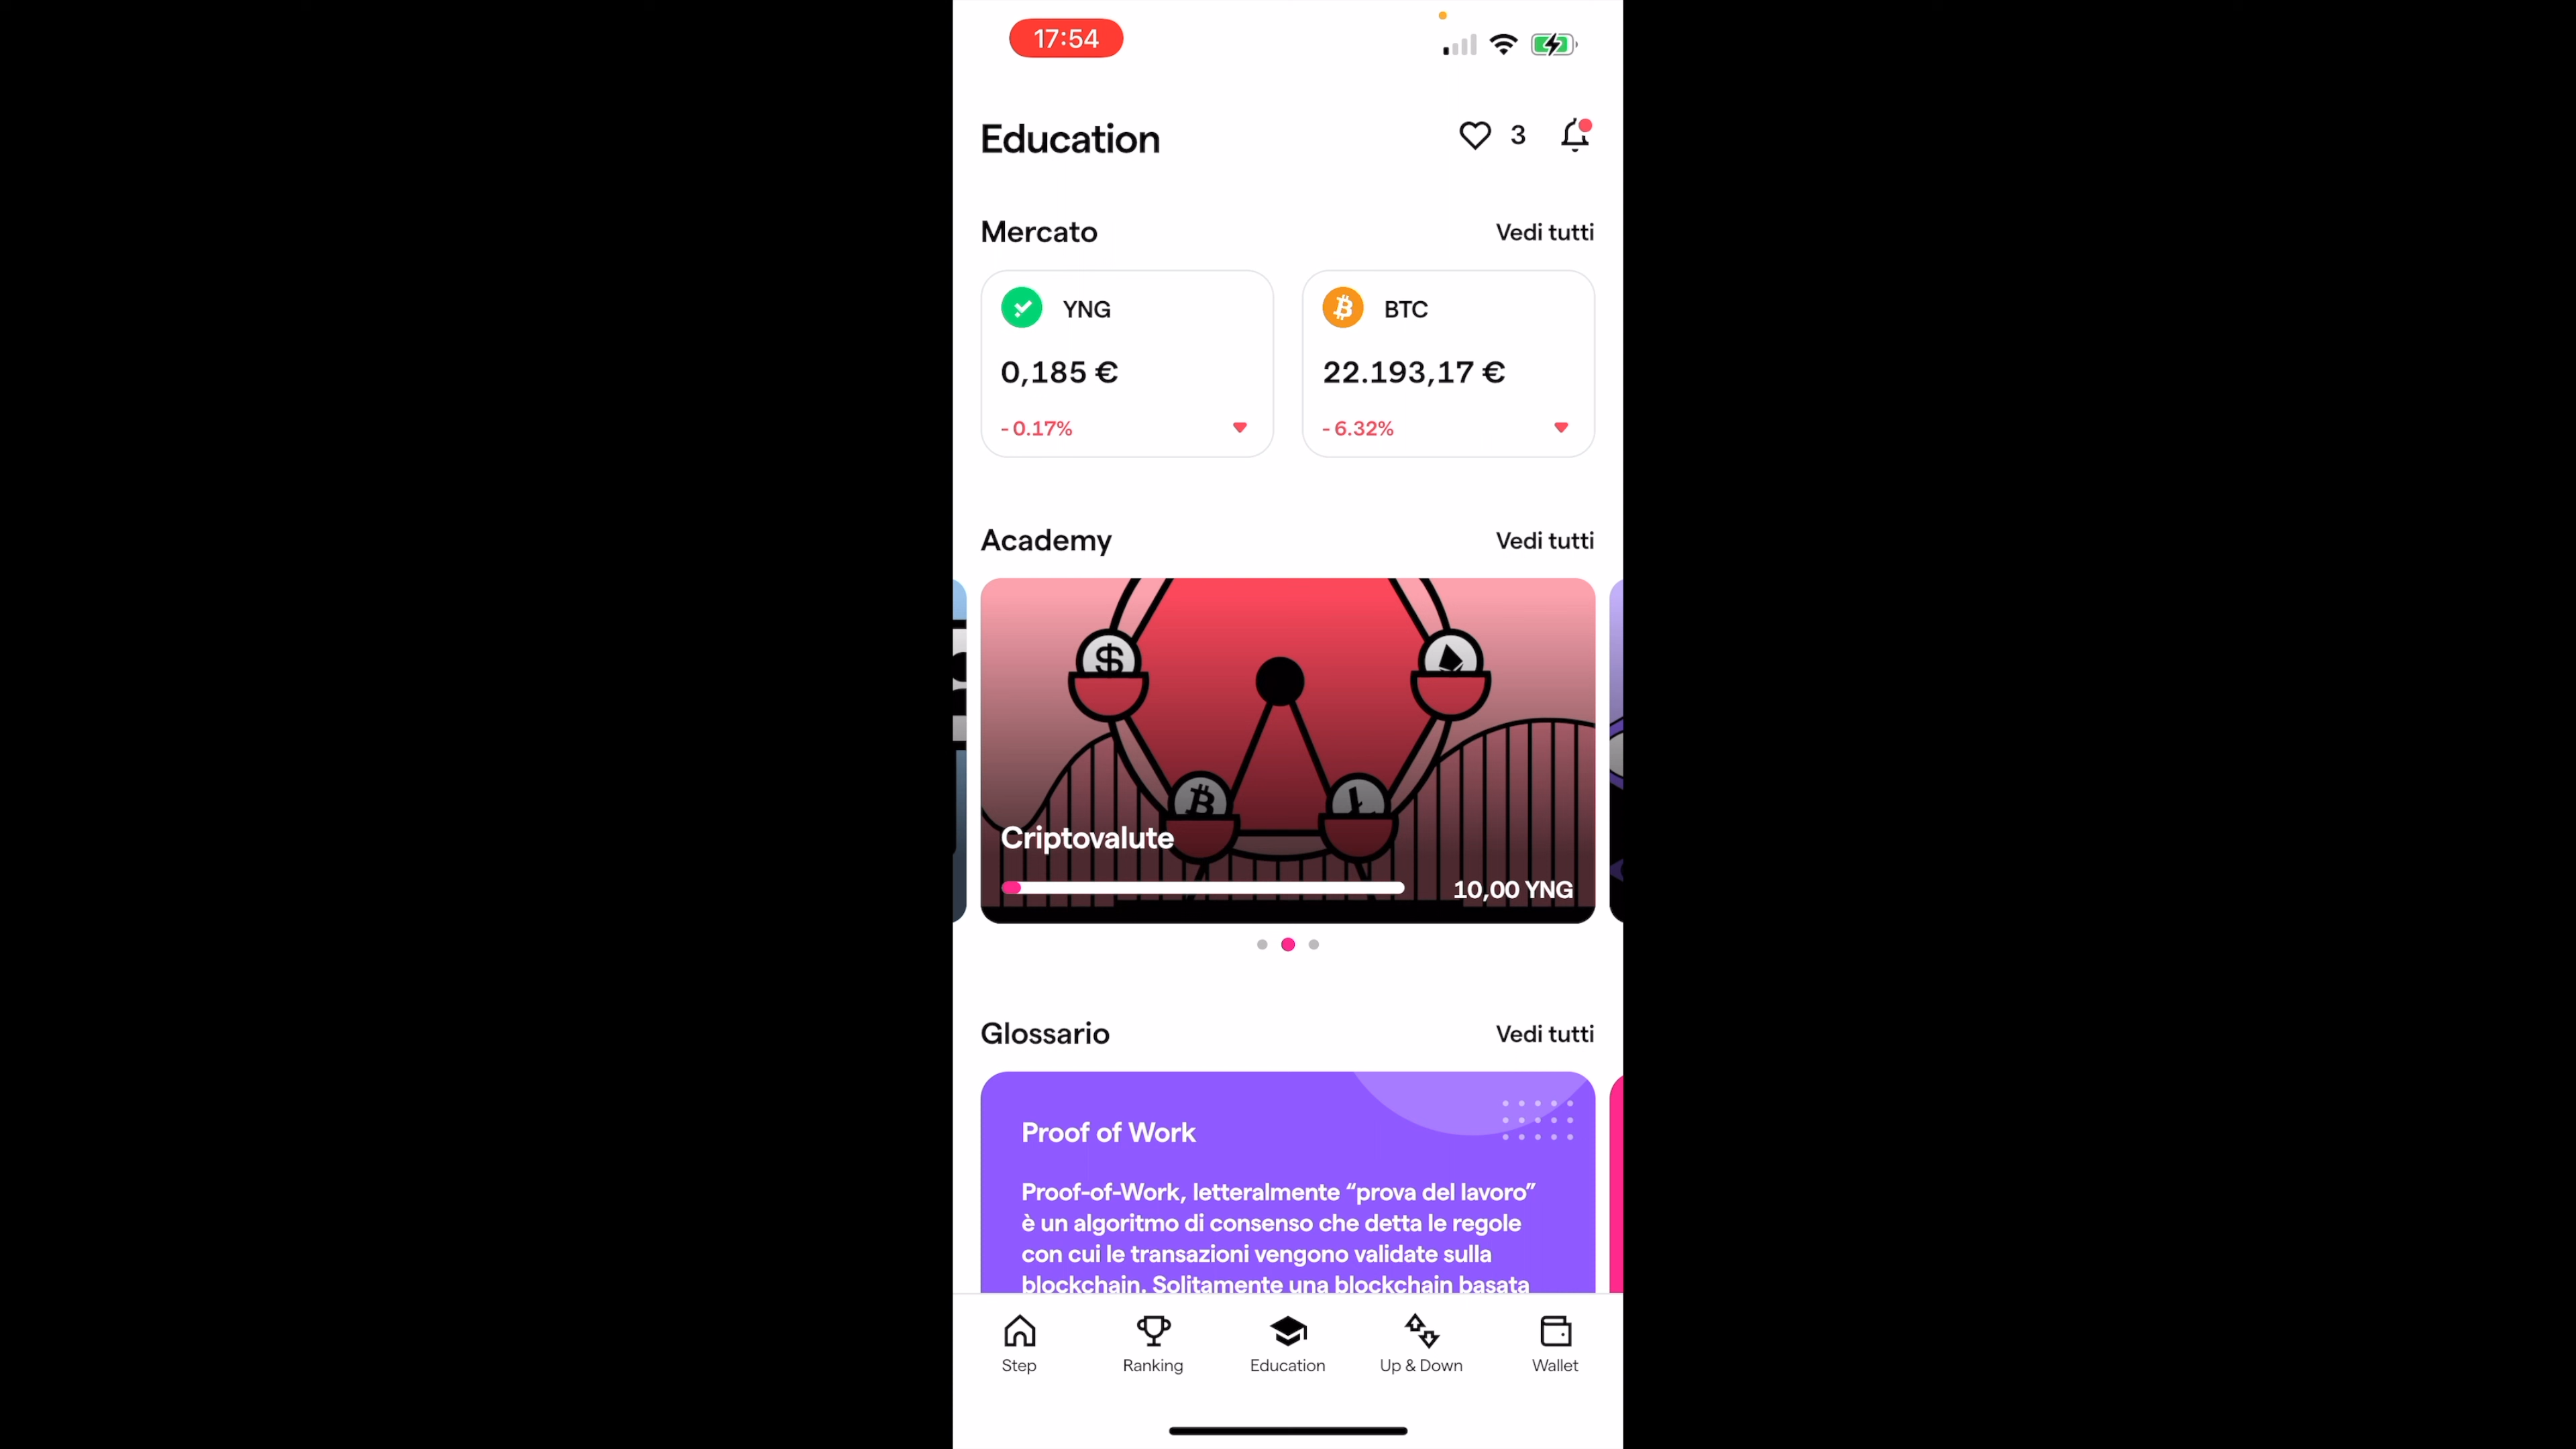 17:54
Education
3
Mercato
Vedi tutti
YNG
BTC
0,185 €
22.193,17 €
- 0.17%
- 6.32%
Academy
Vedi tutti
Criptovalute
10,00 YNG
Glossario
Vedi tutti
Proof of Work
Proof-of-Work, letteralmente “prova del lavoro”
è un algoritmo di consenso che detta le regole
con cui le transazioni vengono validate sulla
blockchain. Solitamente una blockchain basata
Step
Ranking
Education
Up & Down
Wallet